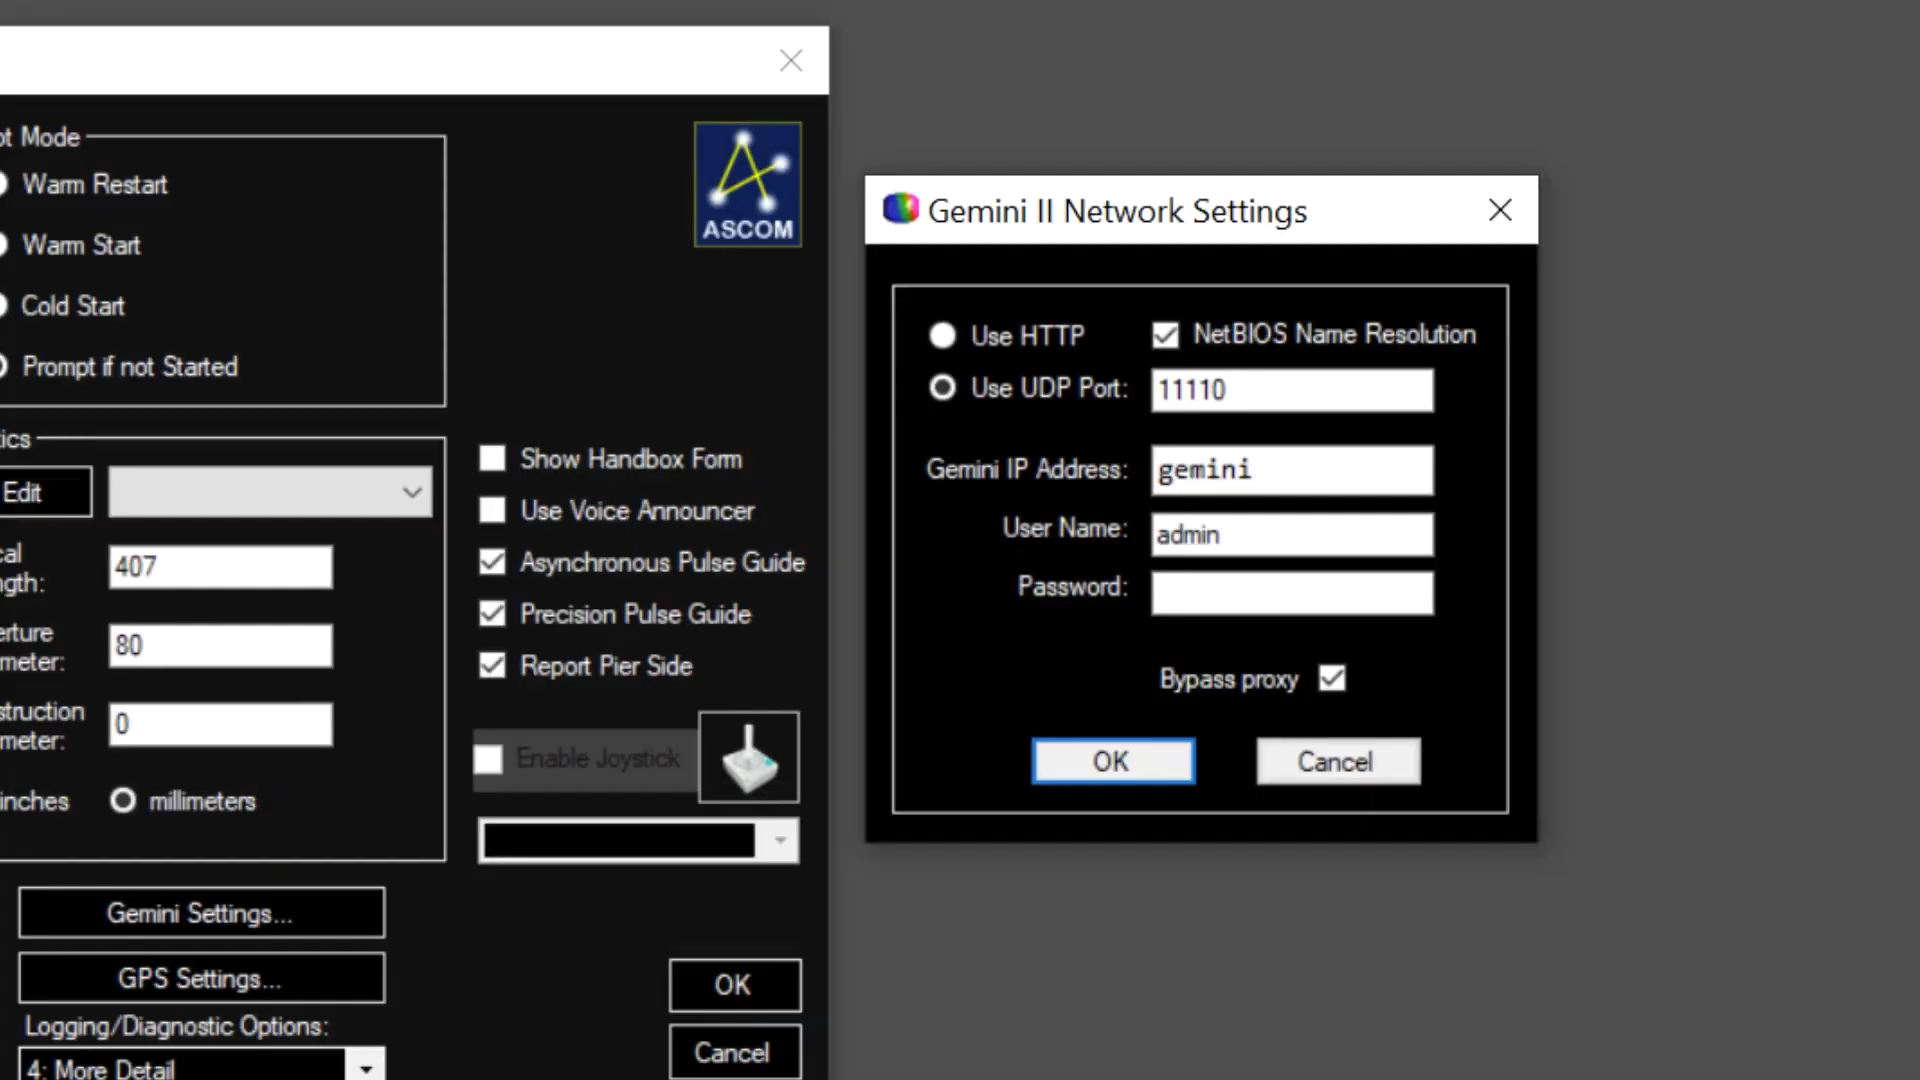 ot Mode
Warm Restart
Warm Start
Cold Start
Prompt if not Started
ASCOM
ics
Edit
cal
ngth:
407
erture
meter:
80
struction
meter:
0
inches
millimeters
Show Handbox Form
Use Voice Announcer
Asynchronous Pulse Guide
Precision Pulse Guide
Report Pier Side
Enable Joystick
Gemini Settings...
GPS Settings...
Logging/Diagnostic Options:
4: More Detail
OK
Cancel
Gemini II Network Settings
Use HTTP
NetBIOS Name Resolution
Use UDP Port:
11110
Gemini IP Address:
gemini
User Name:
admin
Password:
Bypass proxy
OK
Cancel